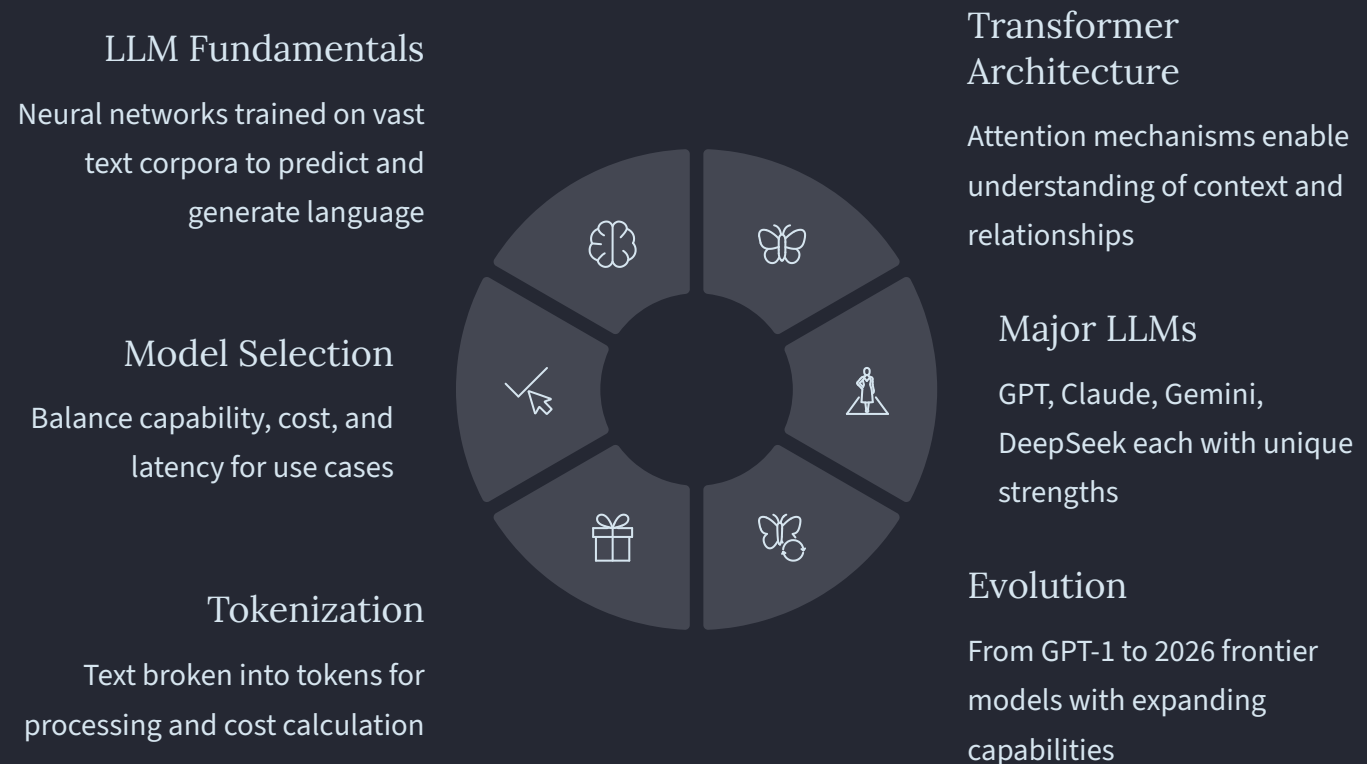 LLM Fundamentals
Neural networks trained on vast
text corpora to predict and
generate language
Transformer
Architecture
Attention mechanisms enable
understanding of context and
relationships
Model Selection
Balance capability, cost, and
latency for use cases
Major LLMs
GPT, Claude, Gemini,
DeepSeek each with unique
strengths
Tokenization
Text broken into tokens for
processing and cost calculation
Evolution
From GPT-1 to 2026 frontier
models with expanding
capabilities